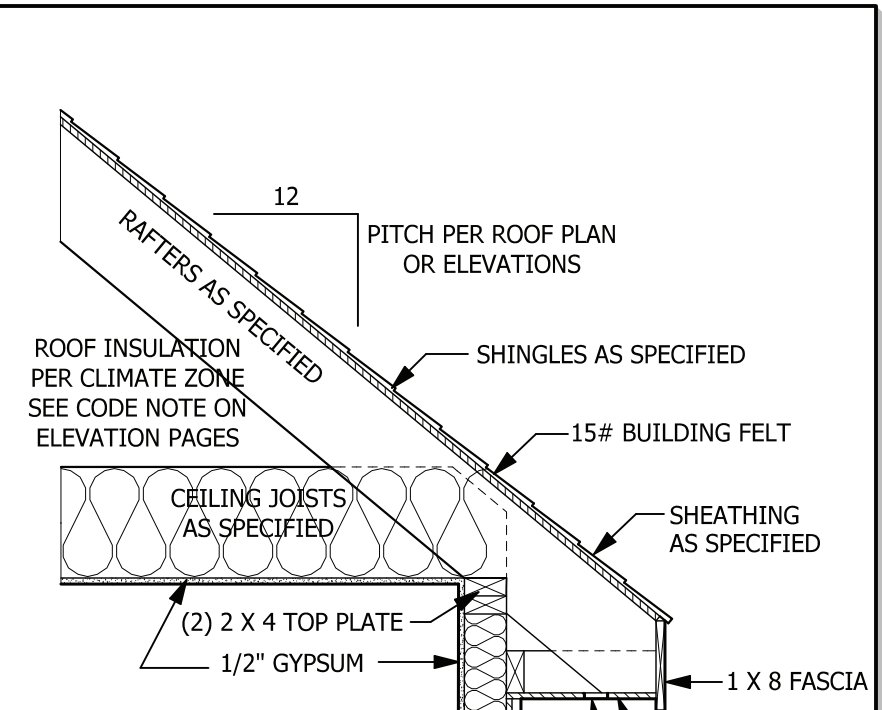 12
PITCH PER ROOF PLAN
OR ELEVATIONS
RAFTERS AS SPECIFIED
ROOF INSULATION
PER CLIMATE ZONE
SEE CODE NOTE ON
ELEVATION PAGES
SHINGLES AS SPECIFIED
15# BUILDING FELT
CEILING JOISTS
AS SPECIFIED
SHEATHING
AS SPECIFIED
(2) 2 X 4 TOP PLATE
1/2" GYPSUM
1 X 8 FASCIA